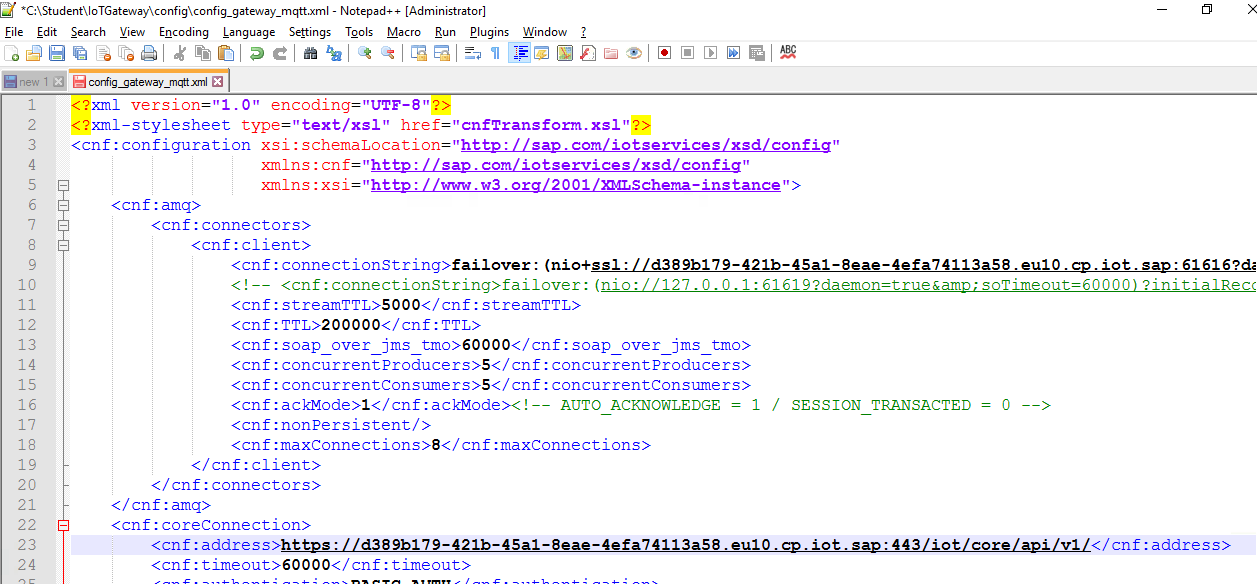 *C:\Student\IoTGateway\config\config_gateway_mqtt.xml - Notepad++ [Administrator]
File Edit Search View Encoding Language Settings Tools Macro Run Plugins Window ?
ABC
new 1 config_gateway_mqtt.xml
1 <?xml version="1.0" encoding="UTF-8"?>
2 <?xml-stylesheet type="text/xsl" href="cnfTransform.xsl"?>
3 <cnf:configuration xsi:schemaLocation="http://sap.com/iotservices/xsd/config"
4 xmlns:cnf="http://sap.com/iotservices/xsd/config"
5 xmlns:xsi="http://www.w3.org/2001/XMLSchema-instance">
6 <cnf:amq>
7 <cnf:connectors>
8 <cnf:client>
9 <cnf:connectionString>failover:(nio+ssl://d389b179-421b-45a1-8eae-4efa74113a58.eu10.cp.iot.sap:61616?da
10 <!-- <cnf:connectionString>failover:(nio://127.0.0.1:61619?daemon=true&amp;soTimeout=60000)?initialReco
11 <cnf:streamTTL>5000</cnf:streamTTL>
12 <cnf:TTL>200000</cnf:TTL>
13 <cnf:soap_over_jms_tmo>60000</cnf:soap_over_jms_tmo>
14 <cnf:concurrentProducers>5</cnf:concurrentProducers>
15 <cnf:concurrentConsumers>5</cnf:concurrentConsumers>
16 <cnf:ackMode>1</cnf:ackMode><!-- AUTO_ACKNOWLEDGE = 1 / SESSION_TRANSACTED = 0 -->
17 <cnf:nonPersistent/>
18 <cnf:maxConnections>8</cnf:maxConnections>
19 </cnf:client>
20 </cnf:connectors>
21 </cnf:amq>
22 <cnf:coreConnection>
23 <cnf:address>https://d389b179-421b-45a1-8eae-4efa74113a58.eu10.cp.iot.sap:443/iot/core/api/v1/</cnf:address>
24 <cnf:timeout>60000</cnf:timeout>
25 <cnf:authentication>BASIC_AUTH</cnf:authentication>